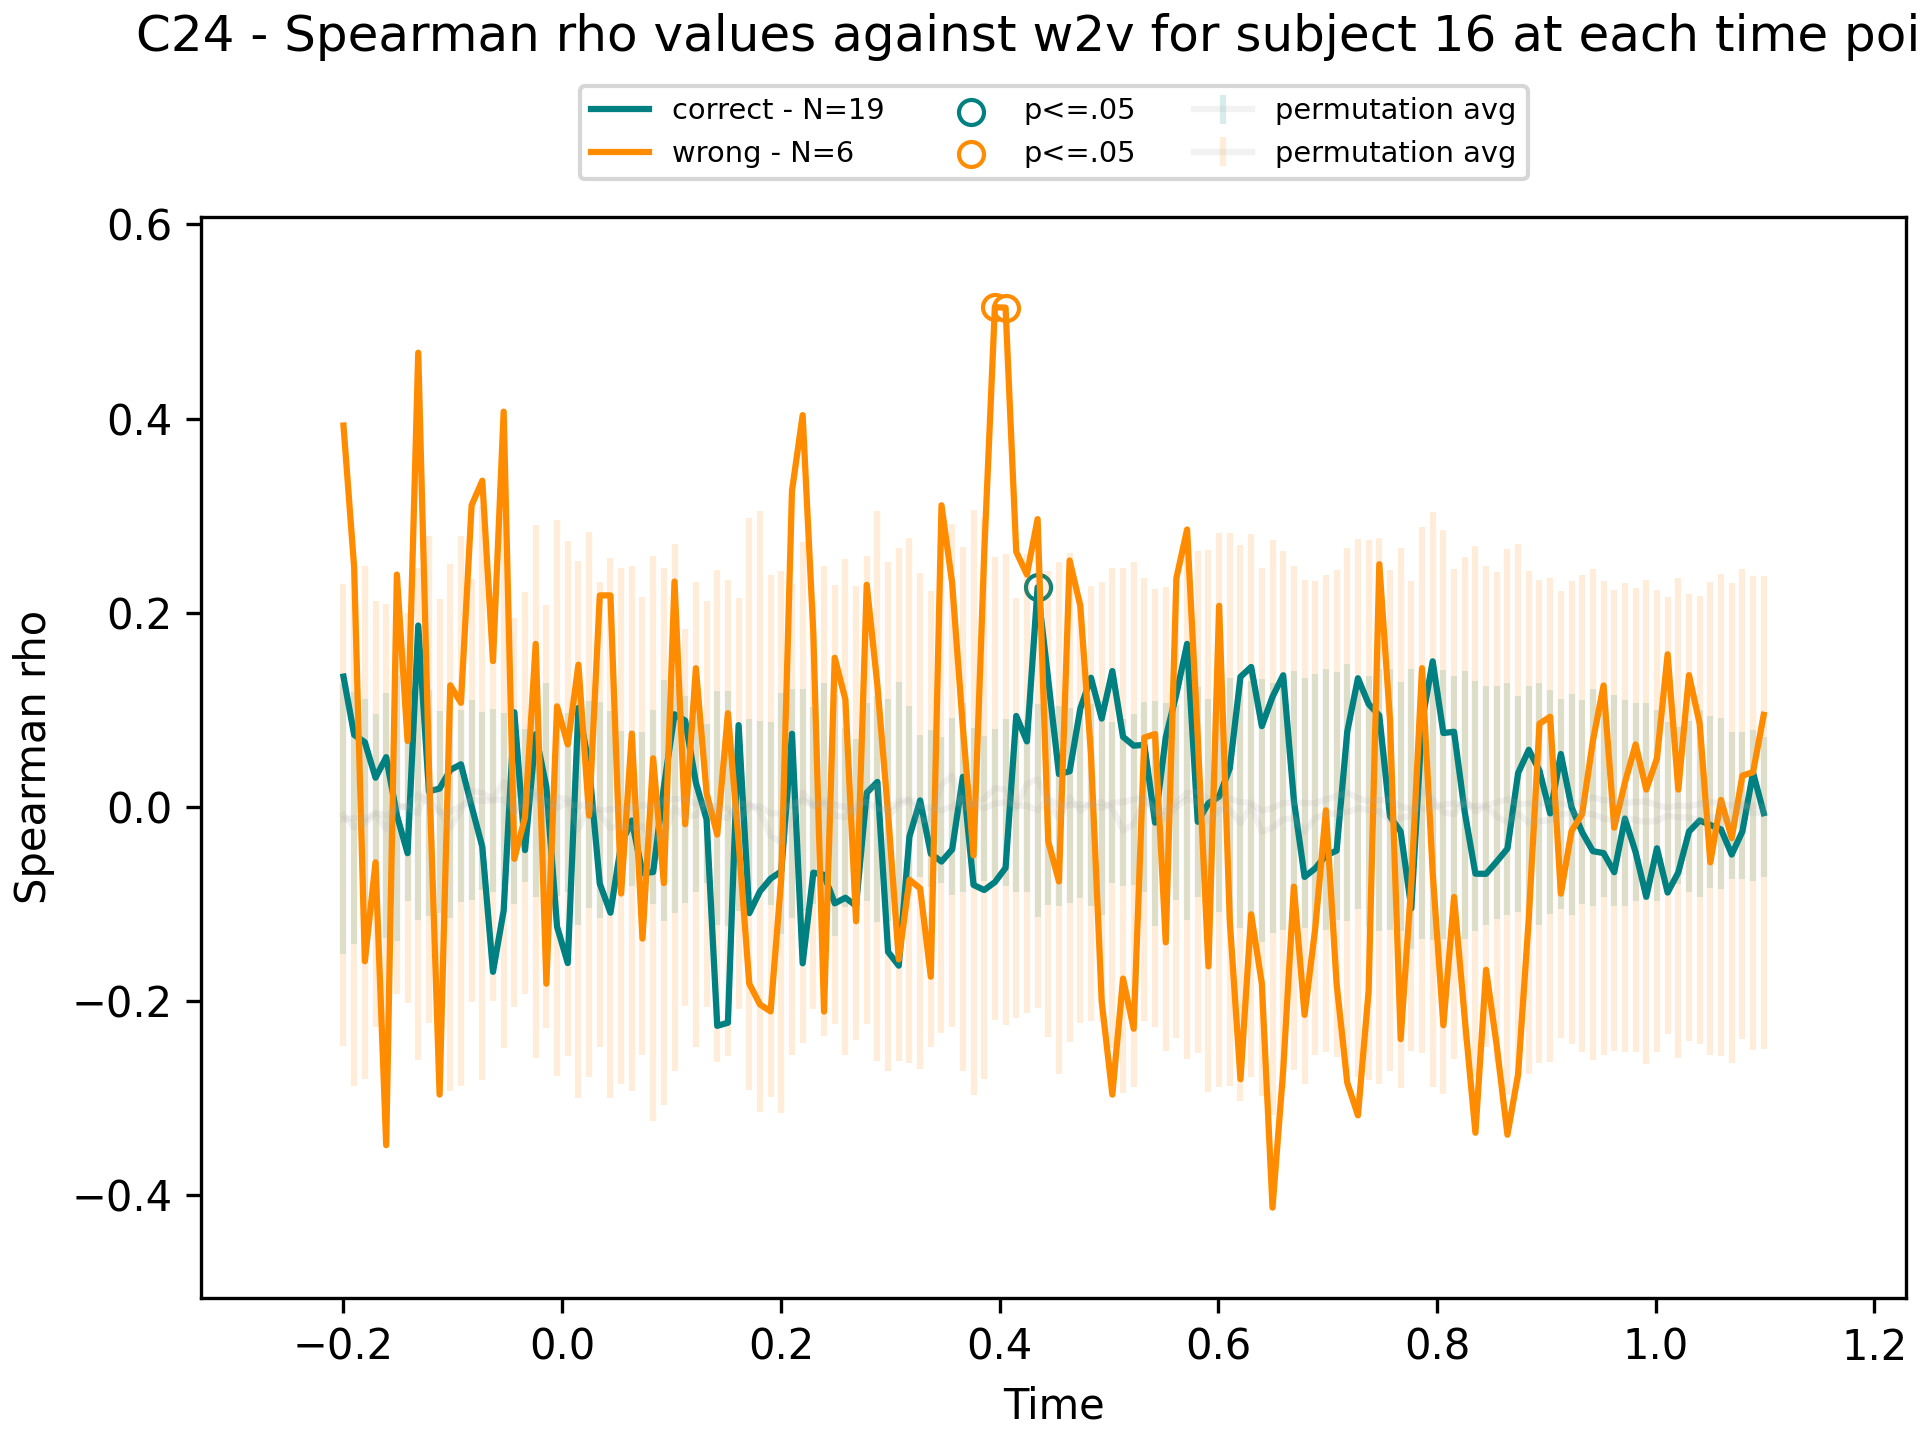 C24 - Spearman rho values against w2v for subject 16 at each time poi
correct - N=19 p<=.05 permutation avg
wrong - N=6 p<=.05 permutation avg
0.6
0.4
0.2
0.0
−0.2
−0.4
Spearman rho
−0.2 0.0 0.2 0.4 0.6 0.8 1.0 1.2
Time